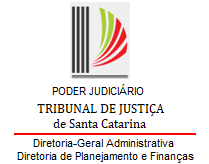 PODER JUDICIÁRIO
TRIBUNAL DE JUSTIÇA
de Santa Catarina
Diretoria-Geral Administrativa
Diretoria de Planejamento e Finanças